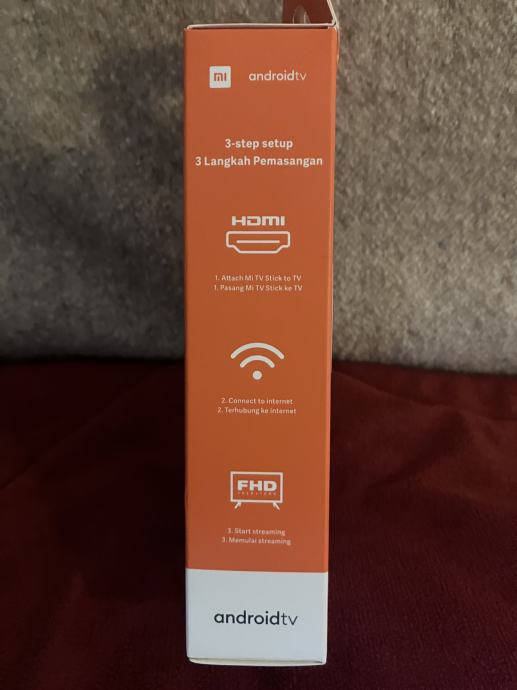 mi androidtv
3-step setup
3 Langkah Pemasangan
HDMI
1. Attach Mi TV Stick to TV
1. Pasang Mi TV Stick ke TV
2. Connect to internet
2. Terhubung ke internet
FHD
3. Start streaming
3. Memulai streaming
androidtv